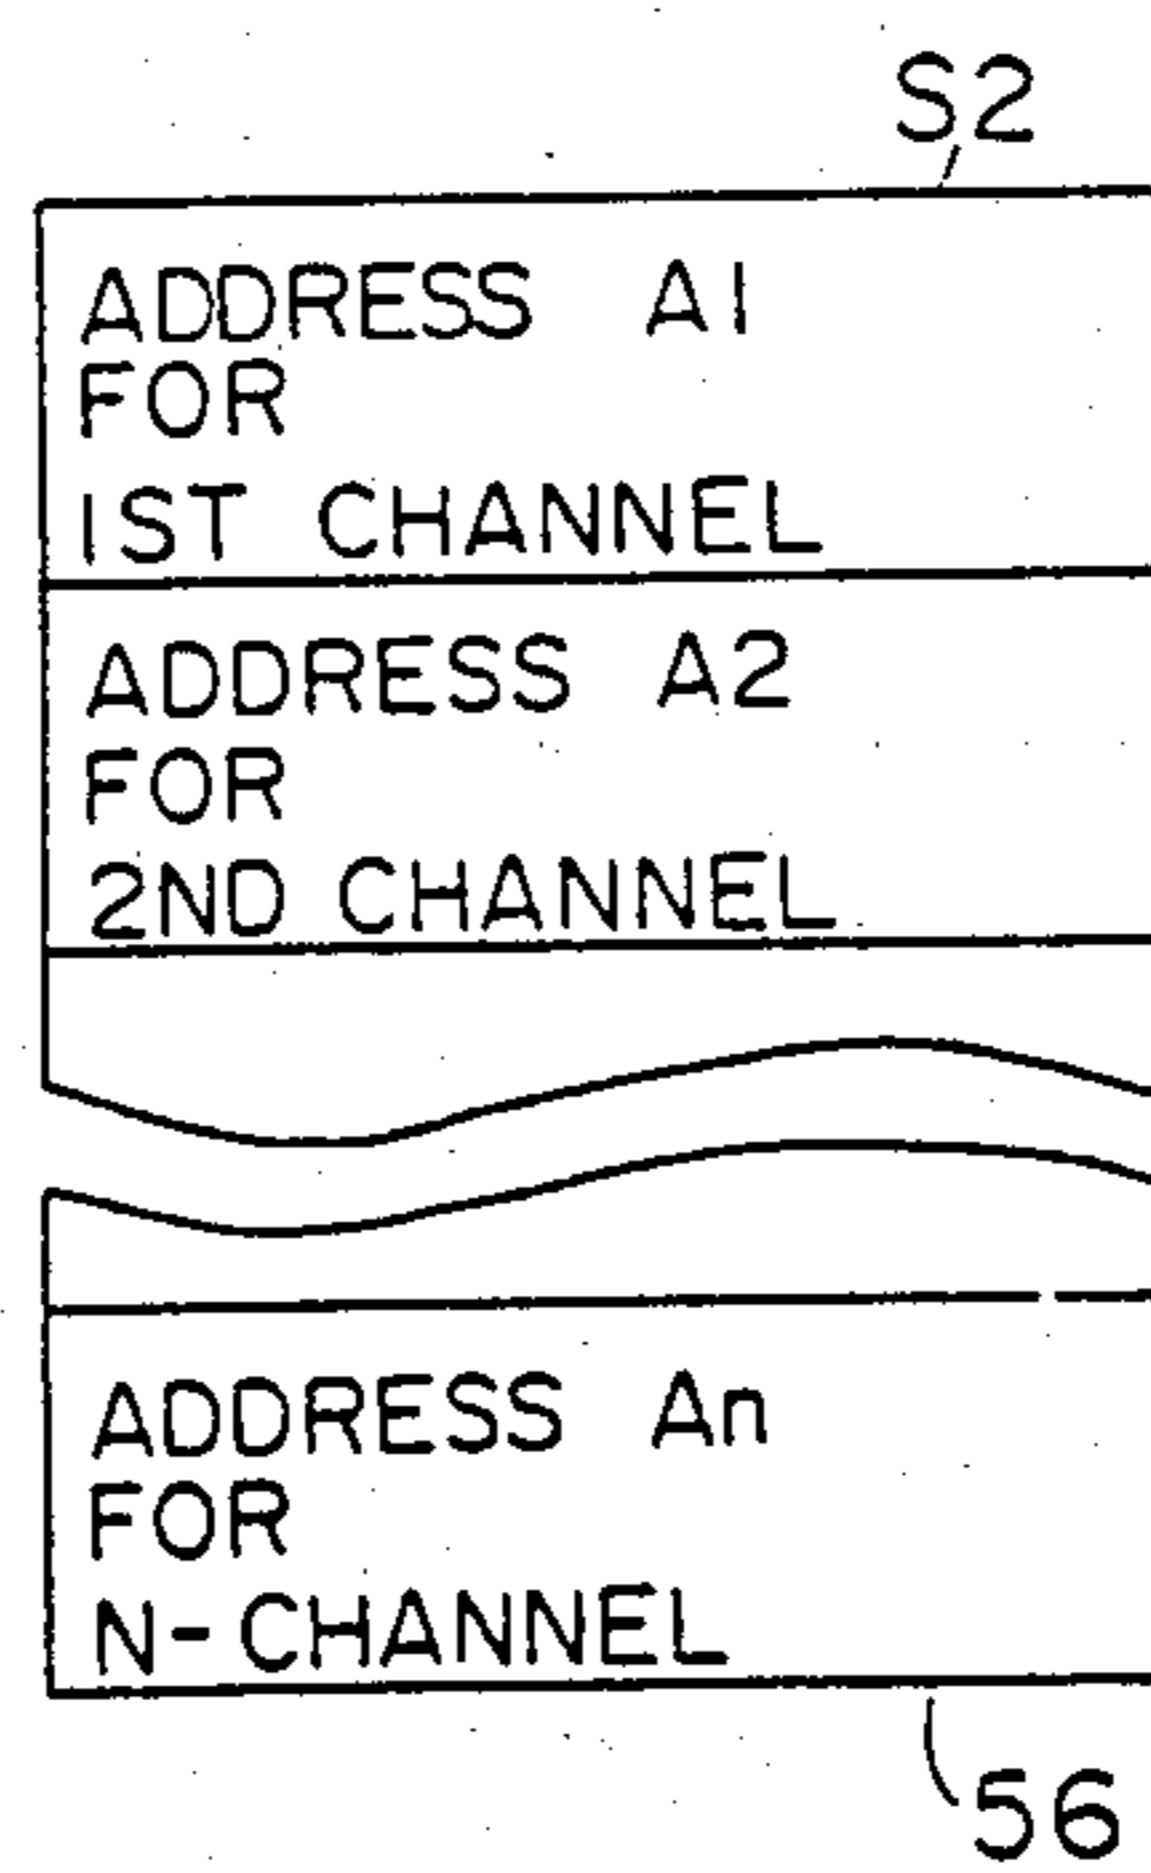 S2
ADDRESS A1
FOR
1ST CHANNEL
ADDRESS A2
FOR
2ND CHANNEL
ADDRESS An
FOR
N-CHANNEL
56